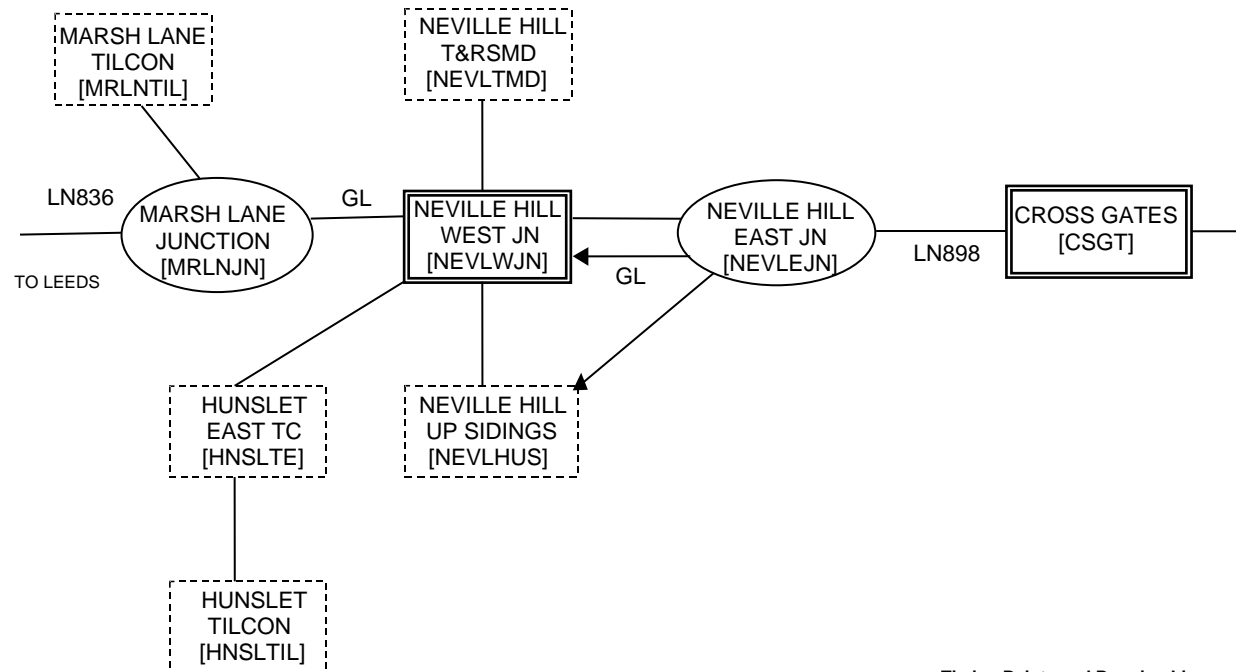 MARSH LANE
TILCON
[MRLNTIL]
NEVILLE HILL
T&RSMD
[NEVLTMD]
LN836
MARSH LANE
JUNCTION
[MRLNJN]
GL
NEVILLE HILL
WEST JN
[NEVLWJN]
GL
NEVILLE HILL
EAST JN
[NEVLEJN]
LN898
CROSS GATES
[CSGT]
TO LEEDS
HUNSLET
EAST TC
[HNSLTE]
NEVILLE HILL
UP SIDINGS
[NEVLHUS]
HUNSLET
TILCON
[HNSLTIL]